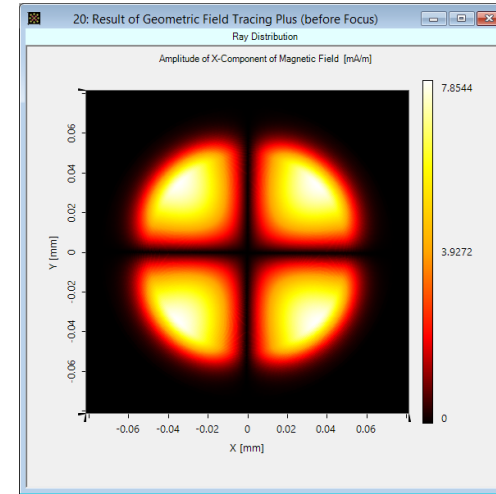 20: Result of Geometric Field Tracing Plus (before Focus)
Ray Distribution
Amplitude of X-Component of Magnetic Field [mA/m]
7.8544
3.9272
0
Y [mm]
0.06
0.04
0.02
0
-0.02
-0.04
-0.06
-0.06 -0.04 -0.02 0 0.02 0.04 0.06
X [mm]